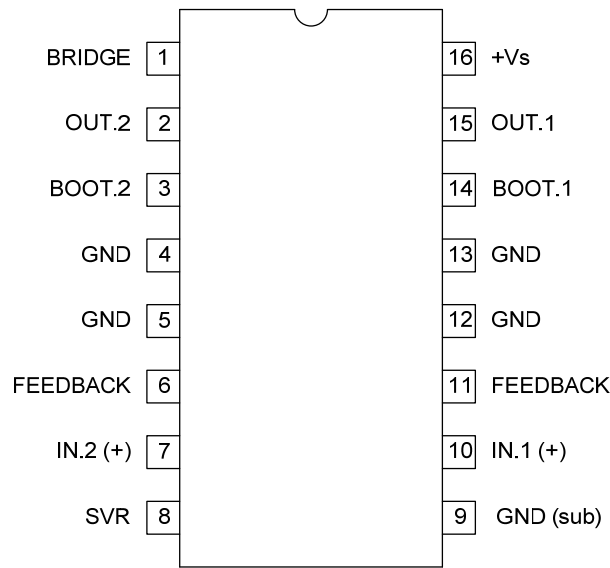 BRIDGE 1 16 +Vs
OUT.2 2 15 OUT.1
BOOT.2 3 14 BOOT.1
GND 4 13 GND
GND 5 12 GND
FEEDBACK 6 11 FEEDBACK
IN.2 (+) 7 10 IN.1 (+)
SVR 8 9 GND (sub)